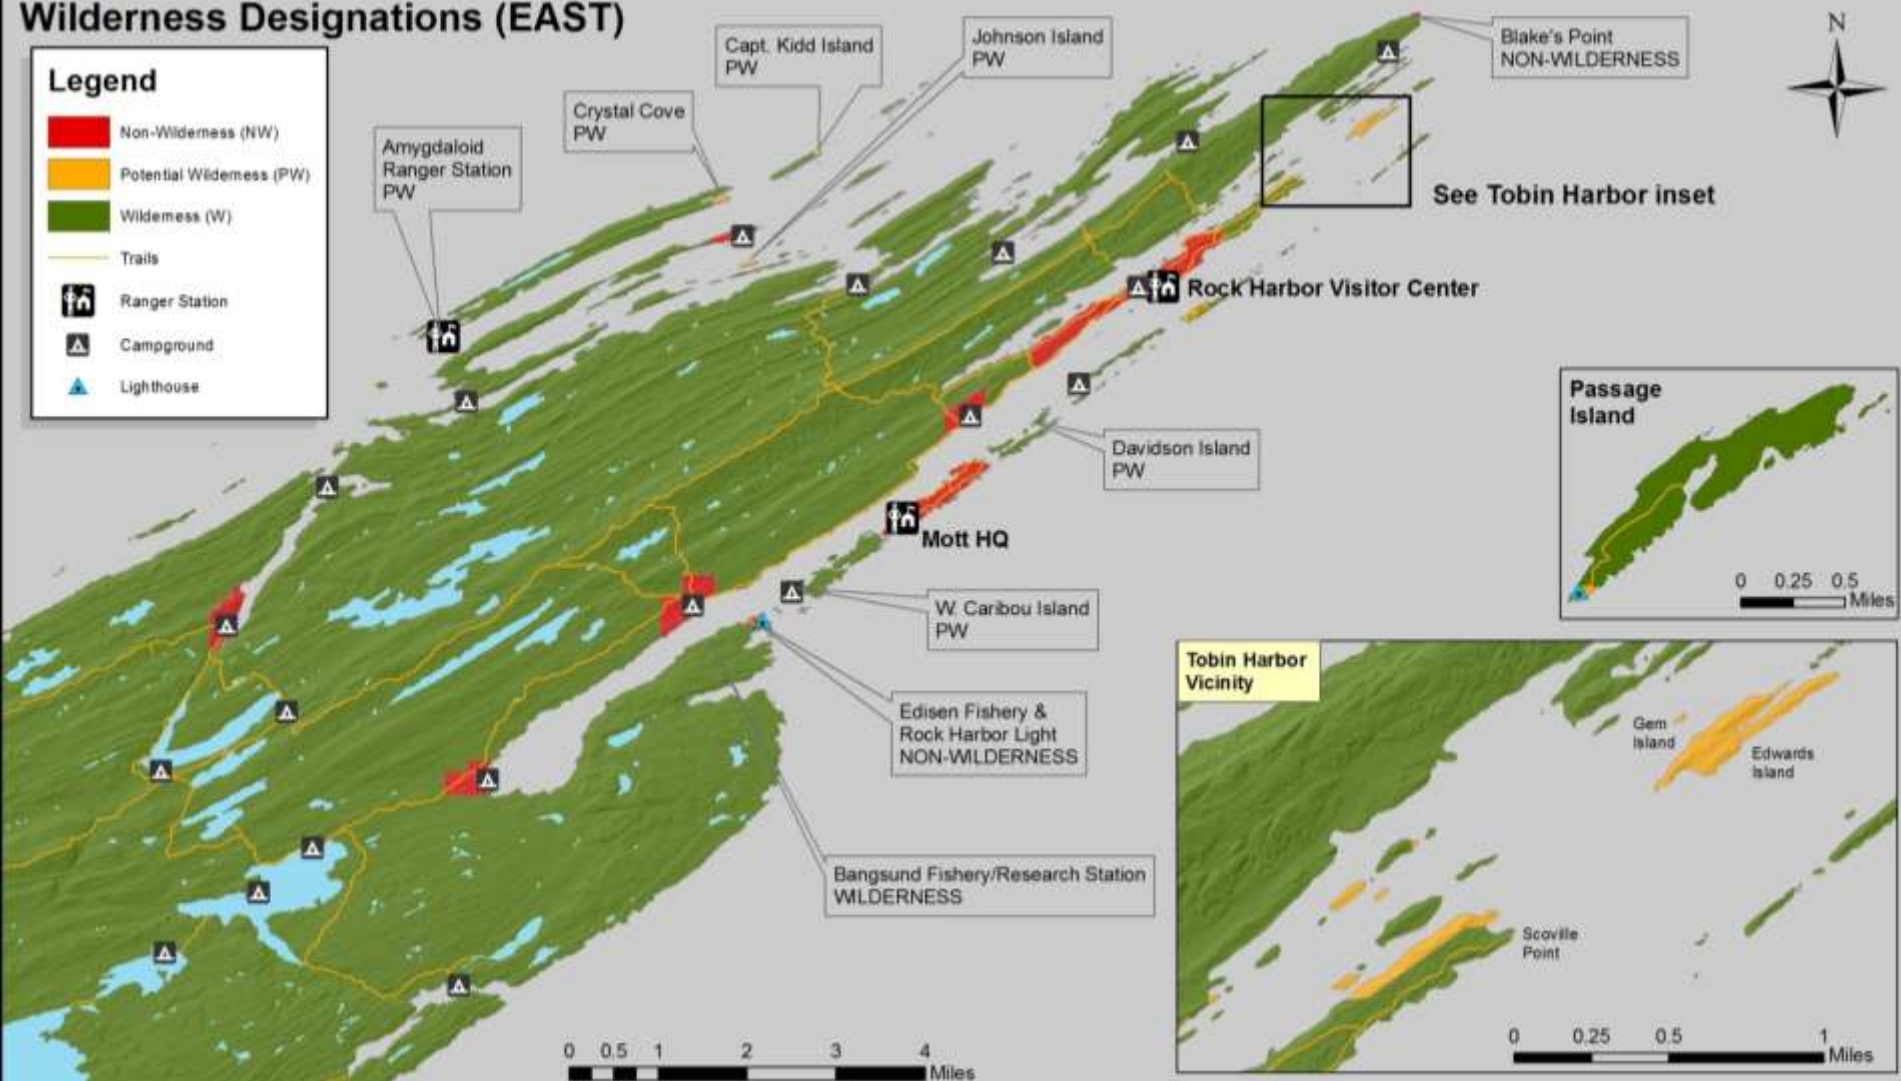 Wilderness Designations (EAST)
Legend
Non-Wilderness (NW)
Potential Wilderness (PW)
Wilderness (W)
Trails
Ranger Station
Campground
Lighthouse
Amygdaloid
Ranger Station
PW
Crystal Cove
PW
Capt. Kidd Island
PW
Johnson Island
PW
Blake's Point
NON-WILDERNESS
N
See Tobin Harbor inset
Rock Harbor Visitor Center
Davidson Island
PW
Mott HQ
W. Caribou Island
PW
Edisen Fishery &
Rock Harbor Light
NON-WILDERNESS
Bangsund Fishery/Research Station
WILDERNESS
0 0.5 1 2 3 4
Miles
Passage
Island
0 0.25 0.5
Miles
Tobin Harbor
Vicinity
Gem
Island
Edwards
Island
Scoville
Point
0 0.25 0.5 1
Miles